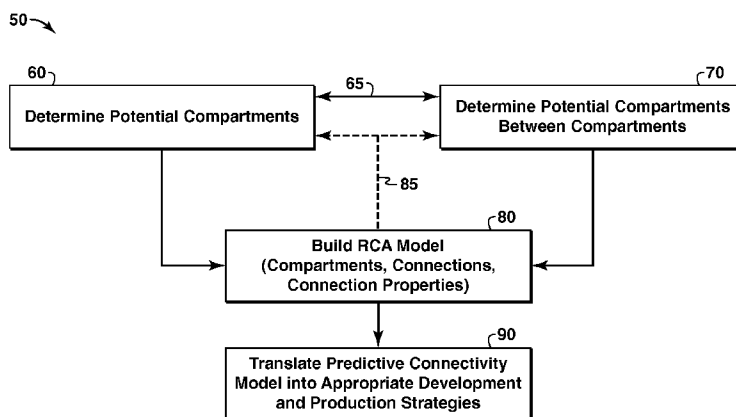 50
60
65
70
Determine Potential Compartments
Determine Potential Compartments
Between Compartments
85
80
Build RCA Model
(Compartments, Connections,
Connection Properties)
90
Translate Predictive Connectivity
Model into Appropriate Development
and Production Strategies